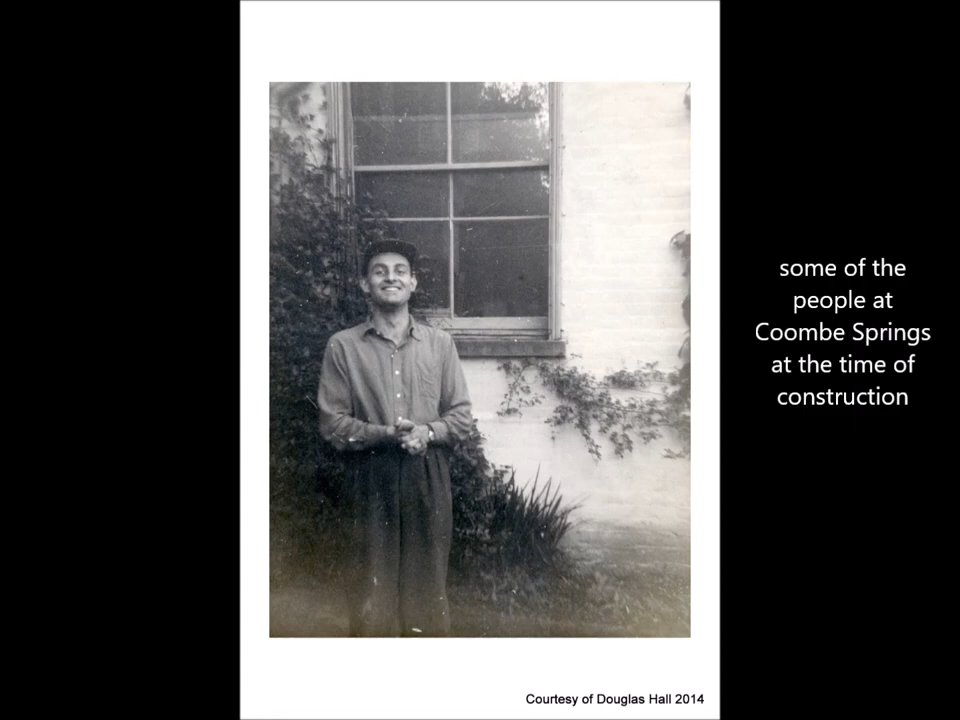 some of the
people at
Coombe Springs
at the time of
construction
Courtesy of Douglas Hall 2014